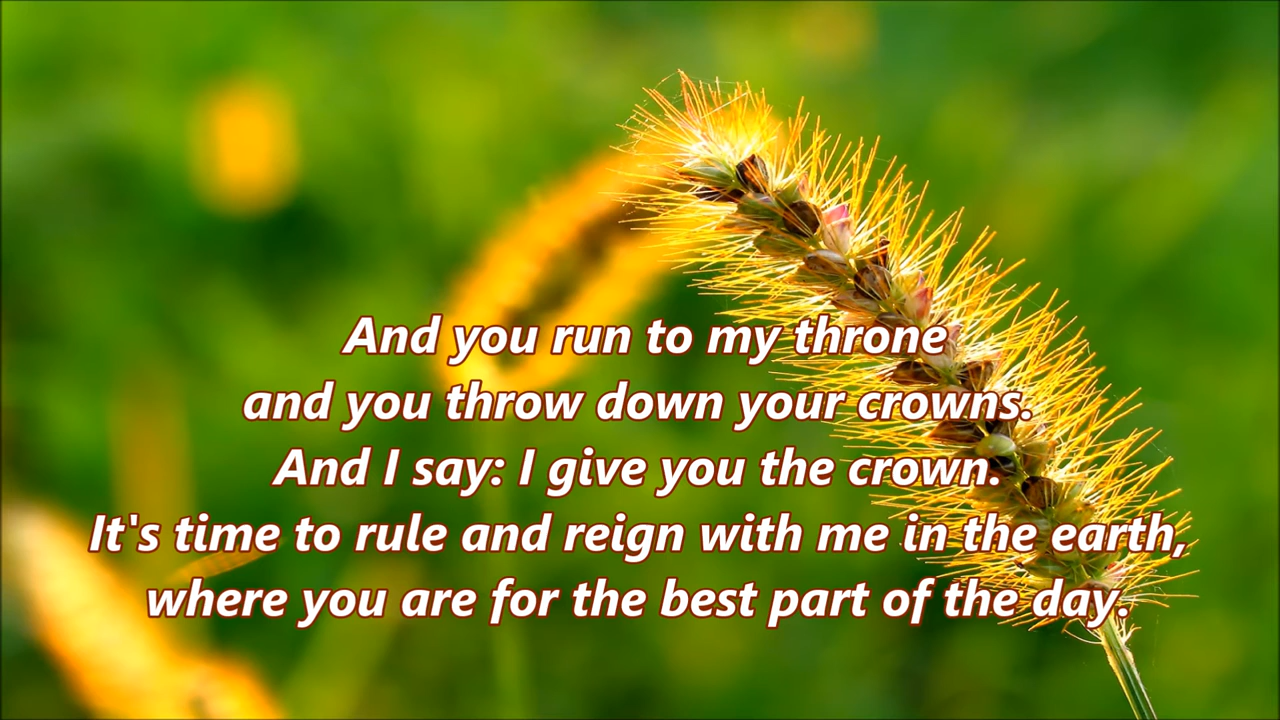 And you run to my throne
and you throw down your crowns.
And I say: I give you the crown.
It's time to rule and reign with me in the earth,
where you are for the best part of the day.